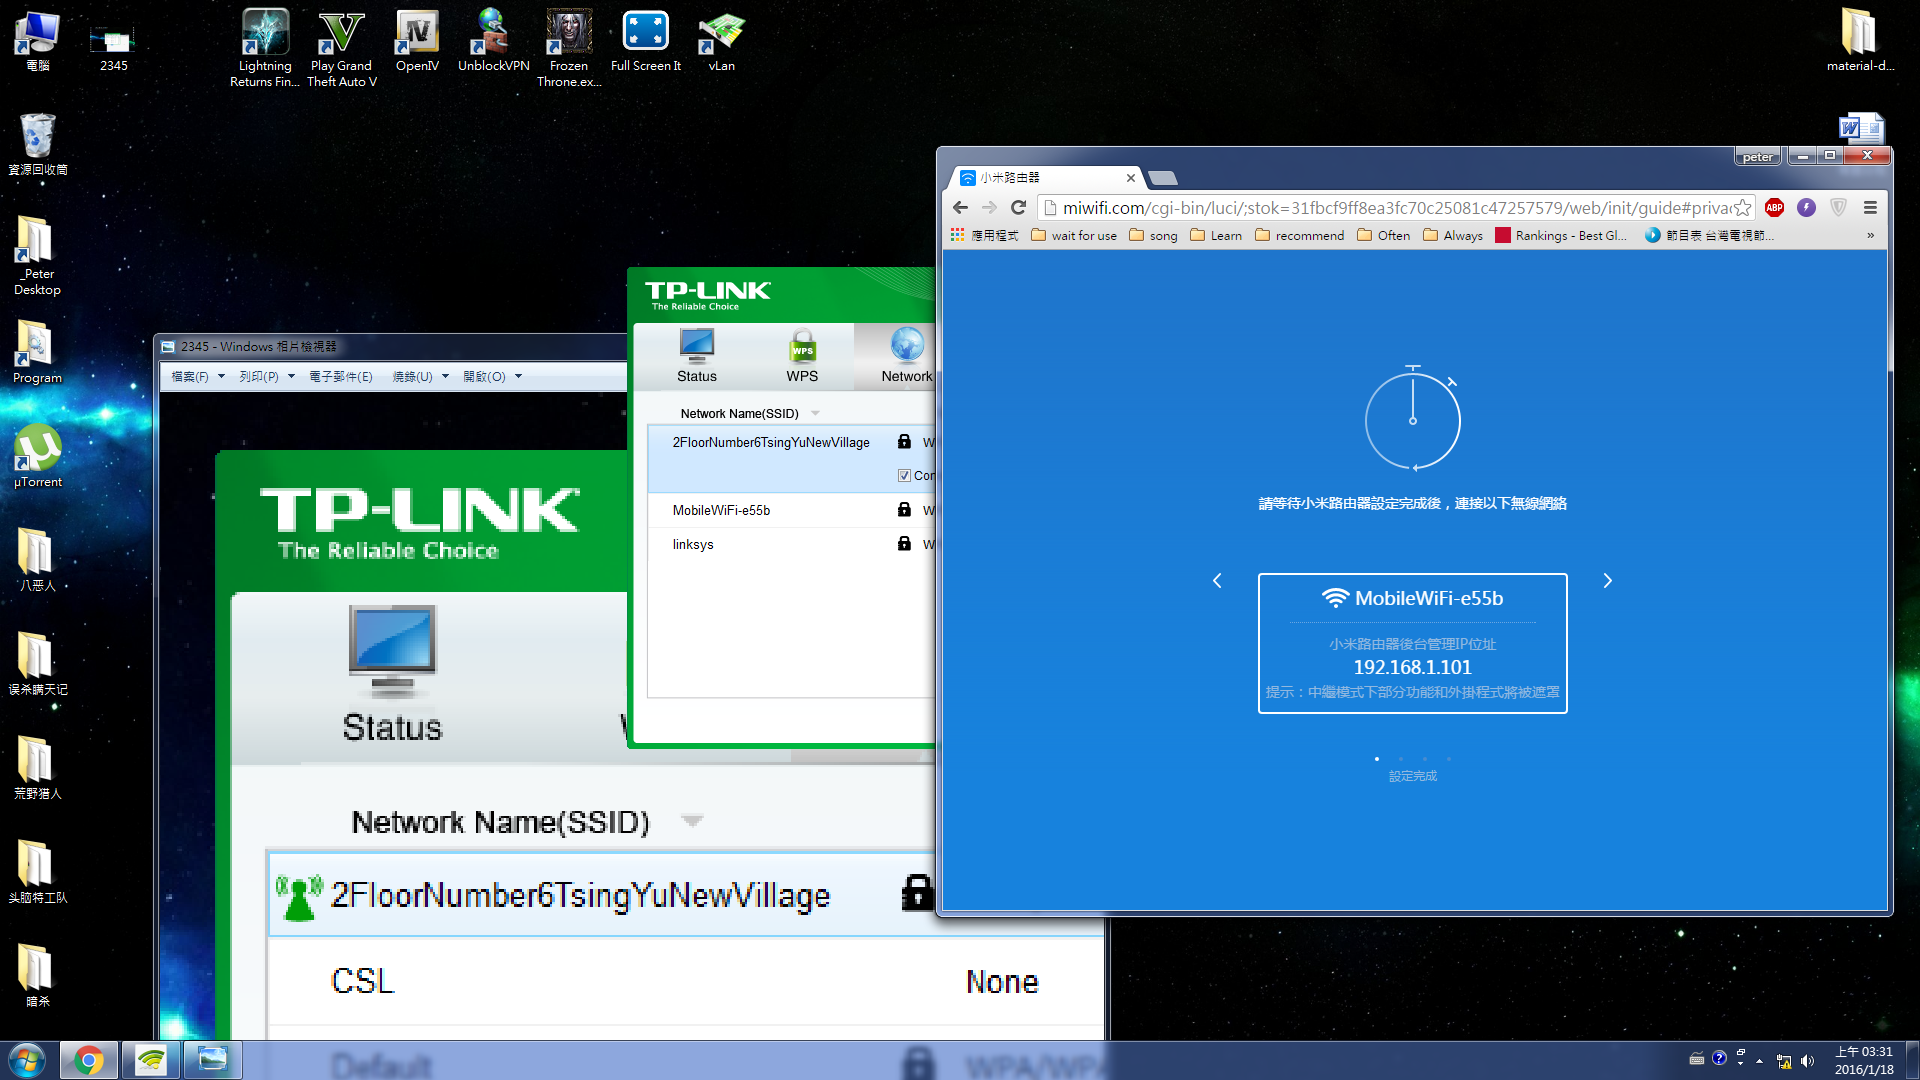 電腦
2345
Lightning
Returns Fin...
Play Grand
Theft Auto V
OpenIV
UnblockVPN
Frozen
Throne.ex...
Full Screen It
vLan
material-d...
資源回收筒
_Peter
Desktop
Program
µTorrent
八恶人
误杀瞒天记
荒野猎人
头脑特工队
暗杀
2345 - Windows 相片檢視器
檔案(F)
列印(P)
電子郵件(E)
燒錄(U)
開啟(O)
TP-LINK
The Reliable Choice
Status
Network Name(SSID)
2FloorNumber6TsingYuNewVillage
CSL
None
Default
WPA/WPA
TP-LINK
The Reliable Choice
Status
WPS
WPS
Network
Network Name(SSID)
2FloorNumber6TsingYuNewVillage
W
Con
MobileWiFi-e55b
W
linksys
W
peter
小米路由器
miwifi.com/cgi-bin/luci/;stok=31fbcf9ff8ea3fc70c25081c47257579/web/init/guide#privac
ABP
應用程式
wait for use
song
Learn
recommend
Often
Always
Rankings - Best Gl...
節目表 台灣電視節...
»
請等待小米路由器設定完成後，連接以下無線網絡
MobileWiFi-e55b
小米路由器後台管理IP位址
192.168.1.101
提示：中繼模式下部分功能和外掛程式將被遮罩
設定完成
上午 03:31
2016/1/18